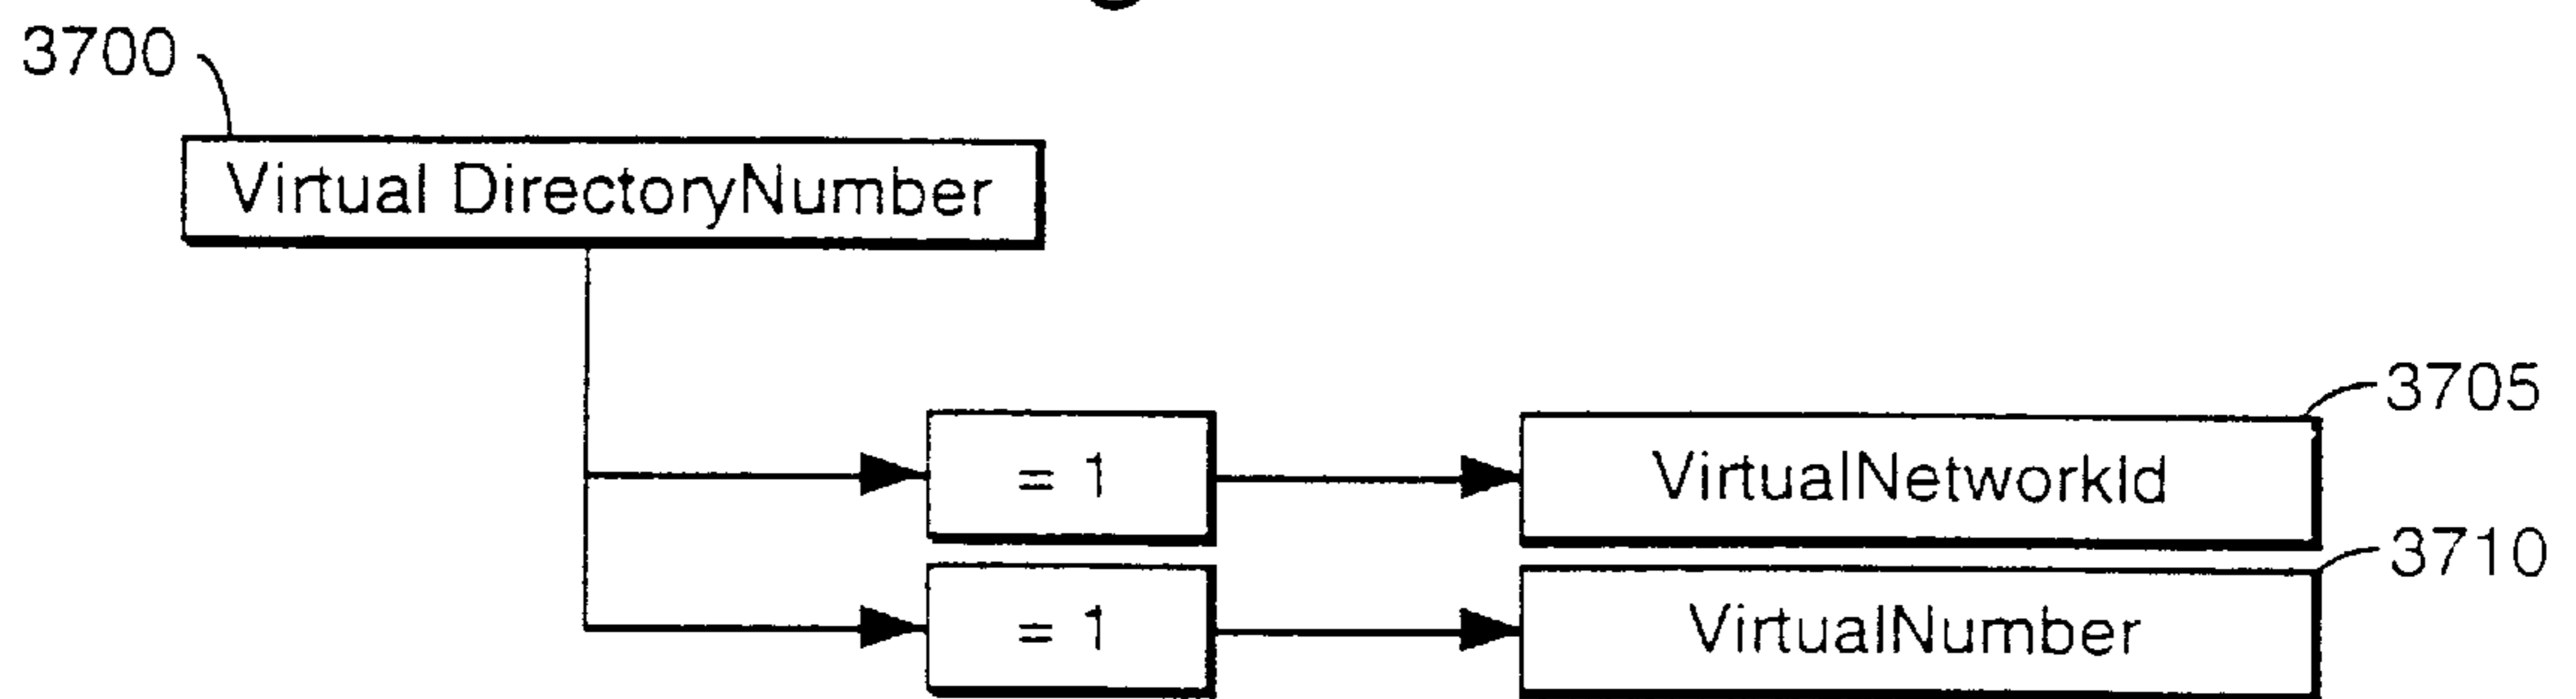 3700
Virtual DirectoryNumber
3705
= 1
VirtualNetworkId
3710
= 1
VirtualNumber